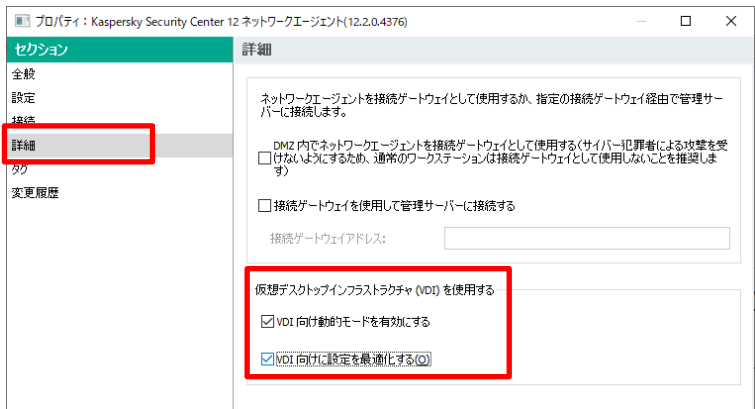 プロパティ：Kaspersky Security Center 12 ネットワークエージェント(12.2.0.4376)
セクション
詳細
全般
設定
接続
詳細
タグ
変更履歴
ネットワークエージェントを接続ゲートウェイとして使用するか、指定の接続ゲートウェイ経由で管理サー
バーに接続します。
DMZ 内でネットワークエージェントを接続ゲートウェイとして使用する(サイバー犯罪者による攻撃を受
けないようにするため、通常のワークステーションは接続ゲートウェイとして使用しないことを推奨しま
す)
接続ゲートウェイを使用して管理サーバーに接続する
接続ゲートウェイアドレス:
仮想デスクトップインフラストラクチャ (VDI) を使用する
VDI 向け動的モードを有効にする
VDI 向けに設定を最適化する(O)